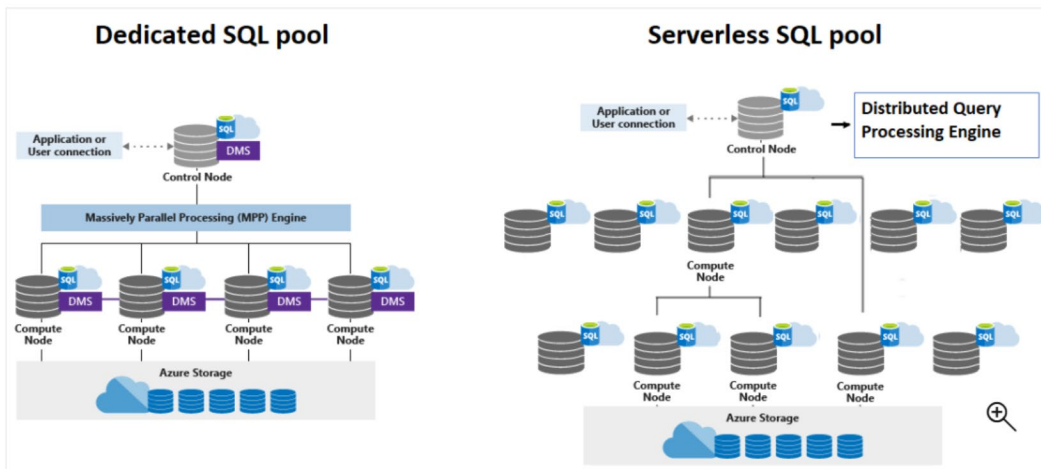 Dedicated SQL pool
Application or
User connection
SQL
DMS
Control Node
Massively Parallel Processing (MPP) Engine
SQL
DMS
SQL
DMS
SQL
DMS
SQL
DMS
Compute
Node
Compute
Node
Compute
Node
Compute
Node
Azure Storage
Serverless SQL pool
Application or
User connection
SQL
Control Node
Distributed Query
Processing Engine
SQL
SQL
SQL
SQL
SQL
SQL
Compute
Node
SQL
SQL
SQL
SQL
SQL
Compute
Node
Compute
Node
Compute
Node
Azure Storage